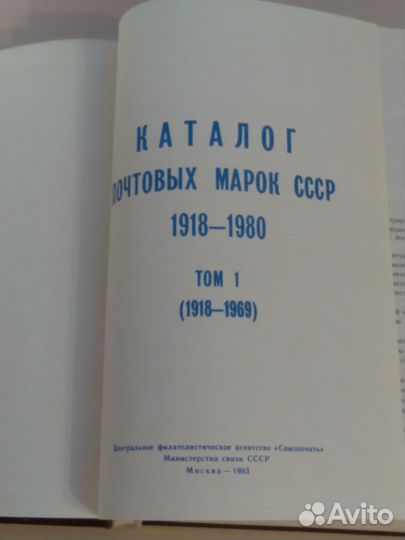 КАТАЛОГ
ПОЧТОВЫХ МАРОК СССР
1918—1980
ТОМ 1
(1918—1969)
Центральное филателистическое агентство «Союзпечать»
Министерства связи СССР
Москва — 1983
Avito